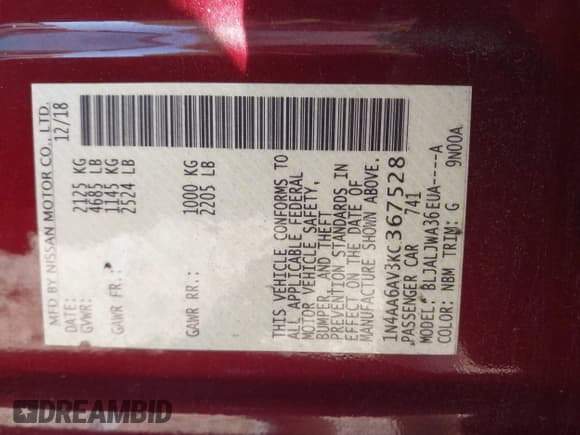 MFD BY NISSAN MOTOR CO., LTD.
DATE: 12/18
GVWR: 2125 KG
4685 LB
GAWR FR.: 1145 KG
2524 LB
GAWR RR.: 1000 KG
2205 LB
THIS VEHICLE CONFORMS TO
ALL APPLICABLE FEDERAL
MOTOR VEHICLE SAFETY,
BUMPER, AND THEFT
PREVENTION STANDARDS IN
EFFECT ON THE DATE OF
MANUFACTURE SHOWN ABOVE.
1N4AA6AV3KC367528
PASSENGER CAR 741
MODEL: BLJALJWA36EUA----A
COLOR: NBM TRIM: G 9N00A
DREAMBID